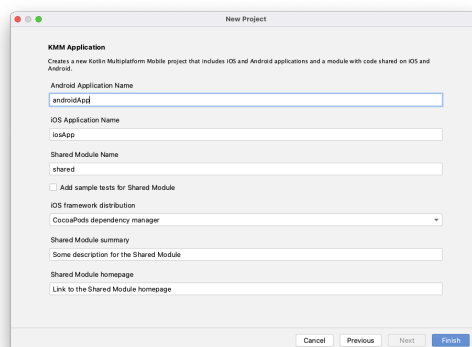 New Project
KMM Application
Creates a new Kotlin Multiplatform Mobile project that includes iOS and Android applications and a module with code shared on iOS and
Android.
Android Application Name
androidApp
iOS Application Name
iosApp
Shared Module Name
shared
Add sample tests for Shared Module
iOS framework distribution
CocoaPods dependency manager
Shared Module summary
Some description for the Shared Module
Shared Module homepage
Link to the Shared Module homepage
Cancel Previous Next Finish